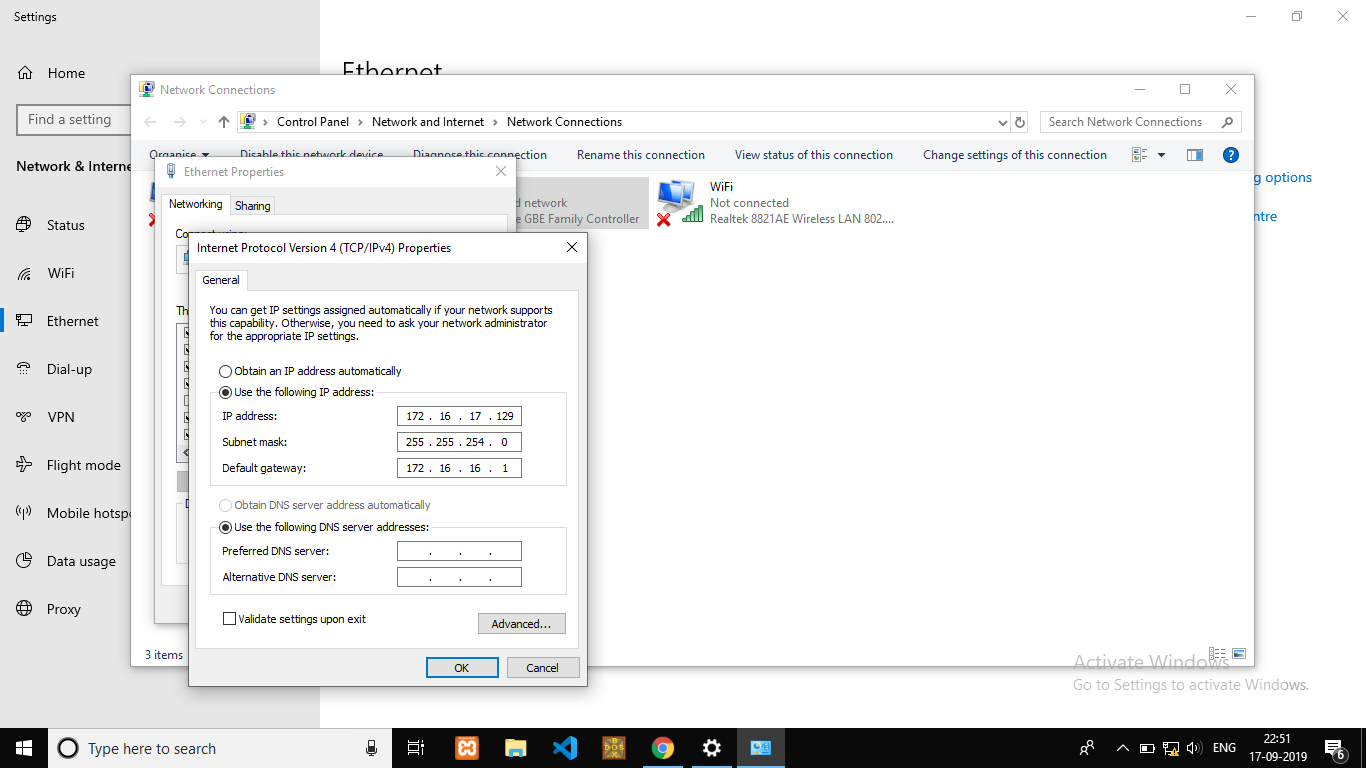 Settings
Home
Find a setting
Network & Interne
Status
WiFi
Ethernet
Dial-up
VPN
Flight mode
Mobile hotsp
Data usage
Proxy
Ethernet
g options
ntre
Network Connections
Control Panel > Network and Internet > Network Connections
Search Network Connections
Organise Disable this network device Diagnose this connection Rename this connection View status of this connection Change settings of this connection
d network
e GBE Family Controller
WiFi
Not connected
Realtek 8821AE Wireless LAN 802....
3 items
Ethernet Properties
Networking Sharing
Connect using:
Th
Internet Protocol Version 4 (TCP/IPv4) Properties
General
You can get IP settings assigned automatically if your network supports
this capability. Otherwise, you need to ask your network administrator
for the appropriate IP settings.
Obtain an IP address automatically
Use the following IP address:
IP address: 172 . 16 . 17 . 129
Subnet mask: 255 . 255 . 254 . 0
Default gateway: 172 . 16 . 16 . 1
Obtain DNS server address automatically
Use the following DNS server addresses:
Preferred DNS server: . . .
Alternative DNS server: . . .
Validate settings upon exit
Advanced...
OK Cancel
Activate Windows
Go to Settings to activate Windows.
Type here to search
ENG
22:51
17-09-2019
6